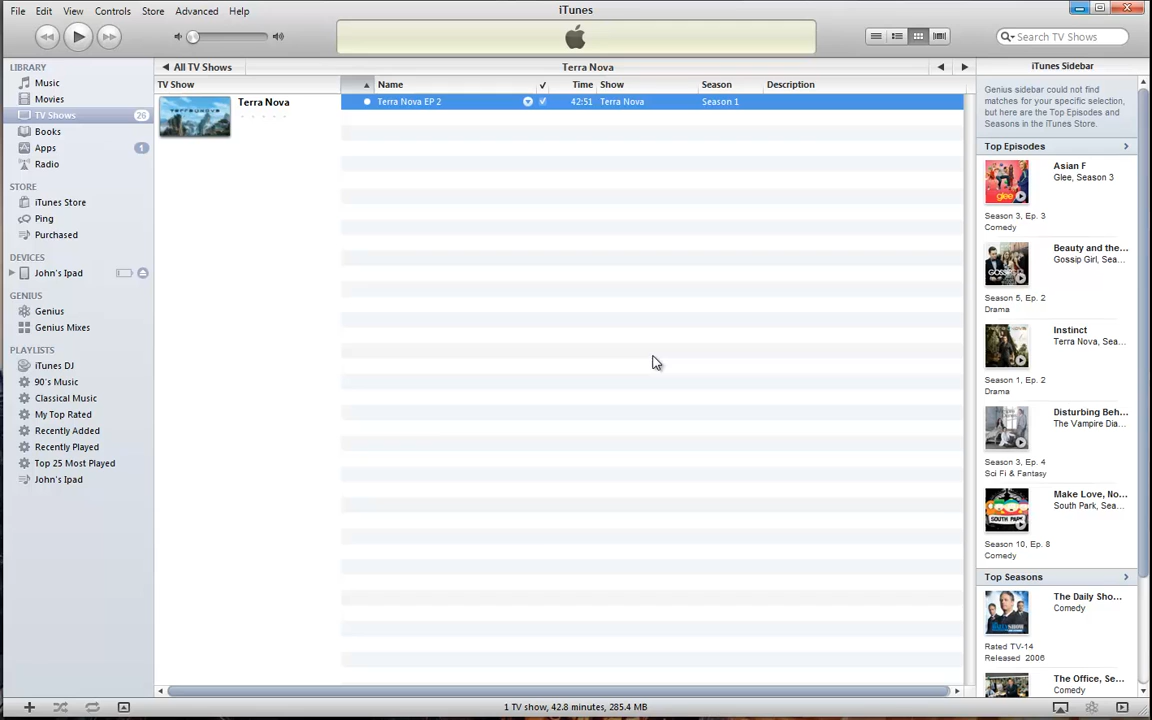 iTunes
File Edit View Controls Store Advanced Help
Search TV Shows
LIBRARY
Music
Movies
TV Shows 26
Books
Apps 1
Radio
STORE
iTunes Store
Ping
Purchased
DEVICES
John's Ipad
GENIUS
Genius
Genius Mixes
PLAYLISTS
iTunes DJ
90's Music
Classical Music
My Top Rated
Recently Added
Recently Played
Top 25 Most Played
John's Ipad
All TV Shows
Terra Nova
TV Show Name Time Show Season Description
Terra Nova
Terra Nova EP 2 42:51 Terra Nova Season 1
iTunes Sidebar
Genius sidebar could not find
matches for your specific selection,
but here are the Top Episodes and
Seasons in the iTunes Store.
Top Episodes
Asian F
Glee, Season 3
glee
Season 3, Ep. 3
Comedy
Beauty and the...
Gossip Girl, Sea...
Season 5, Ep. 2
Drama
Instinct
Terra Nova, Sea...
Season 1, Ep. 2
Drama
Disturbing Beh...
The Vampire Dia...
Season 3, Ep. 4
Sci Fi & Fantasy
Make Love, No...
South Park, Sea...
SOUTH PARK
Season 10, Ep. 8
Comedy
Top Seasons
The Daily Sho...
Comedy
Rated TV-14
Released 2006
The Office, Se...
Comedy
1 TV show, 42.8 minutes, 285.4 MB